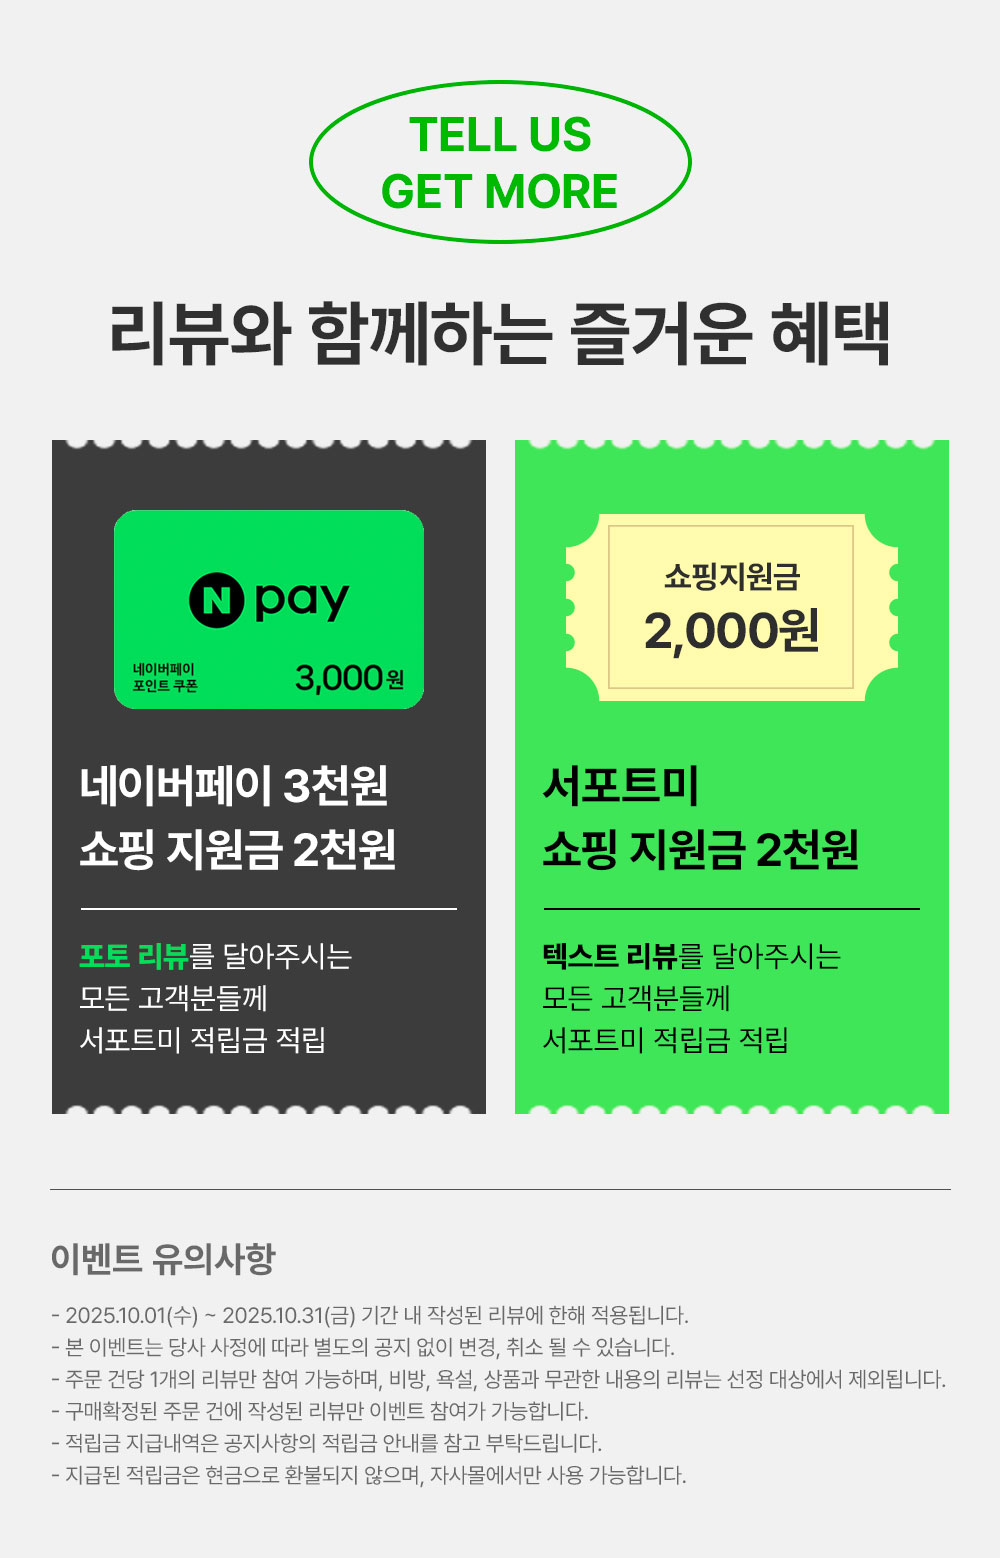 TELL US
GET MORE
리뷰와 함께하는 즐거운 혜택
N pay
네이버페이
포인트 쿠폰
3,000원
네이버페이 3천원
쇼핑 지원금 2천원
포토 리뷰를 달아주시는
모든 고객분들께
서포트미 적립금 적립
쇼핑지원금
2,000원
서포트미
쇼핑 지원금 2천원
텍스트 리뷰를 달아주시는
모든 고객분들께
서포트미 적립금 적립
이벤트 유의사항
- 2025.10.01(수) ~ 2025.10.31(금) 기간 내 작성된 리뷰에 한해 적용됩니다.
- 본 이벤트는 당사 사정에 따라 별도의 공지 없이 변경, 취소 될 수 있습니다.
- 주문 건당 1개의 리뷰만 참여 가능하며, 비방, 욕설, 상품과 무관한 내용의 리뷰는 선정 대상에서 제외됩니다.
- 구매확정된 주문 건에 작성된 리뷰만 이벤트 참여가 가능합니다.
- 적립금 지급내역은 공지사항의 적립금 안내를 참고 부탁드립니다.
- 지급된 적립금은 현금으로 환불되지 않으며, 자사몰에서만 사용 가능합니다.